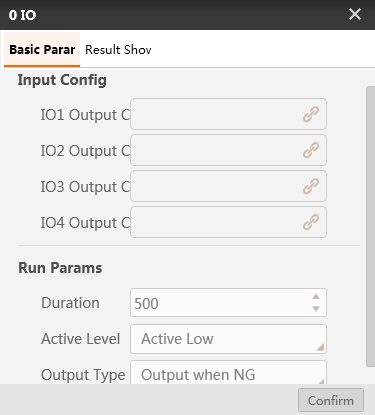 0 IO
Basic Parar Result Shov
Input Config
IO1 Output C
IO2 Output C
IO3 Output C
IO4 Output C
Run Params
Duration 500
Active Level Active Low
Output Type Output when NG
Confirm